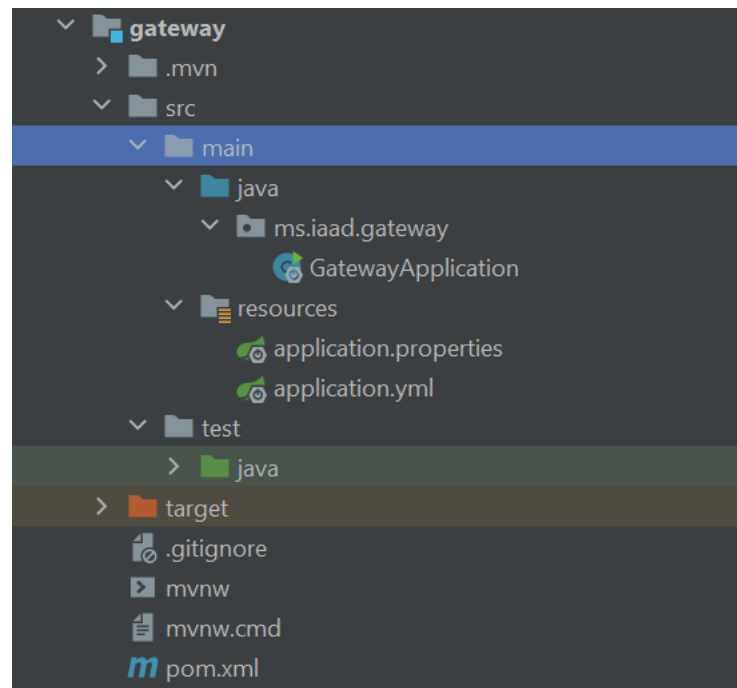 gateway
.mvn
src
main
java
ms.iaad.gateway
GatewayApplication
resources
application.properties
application.yml
test
java
target
.gitignore
mvnw
mvnw.cmd
pom.xml